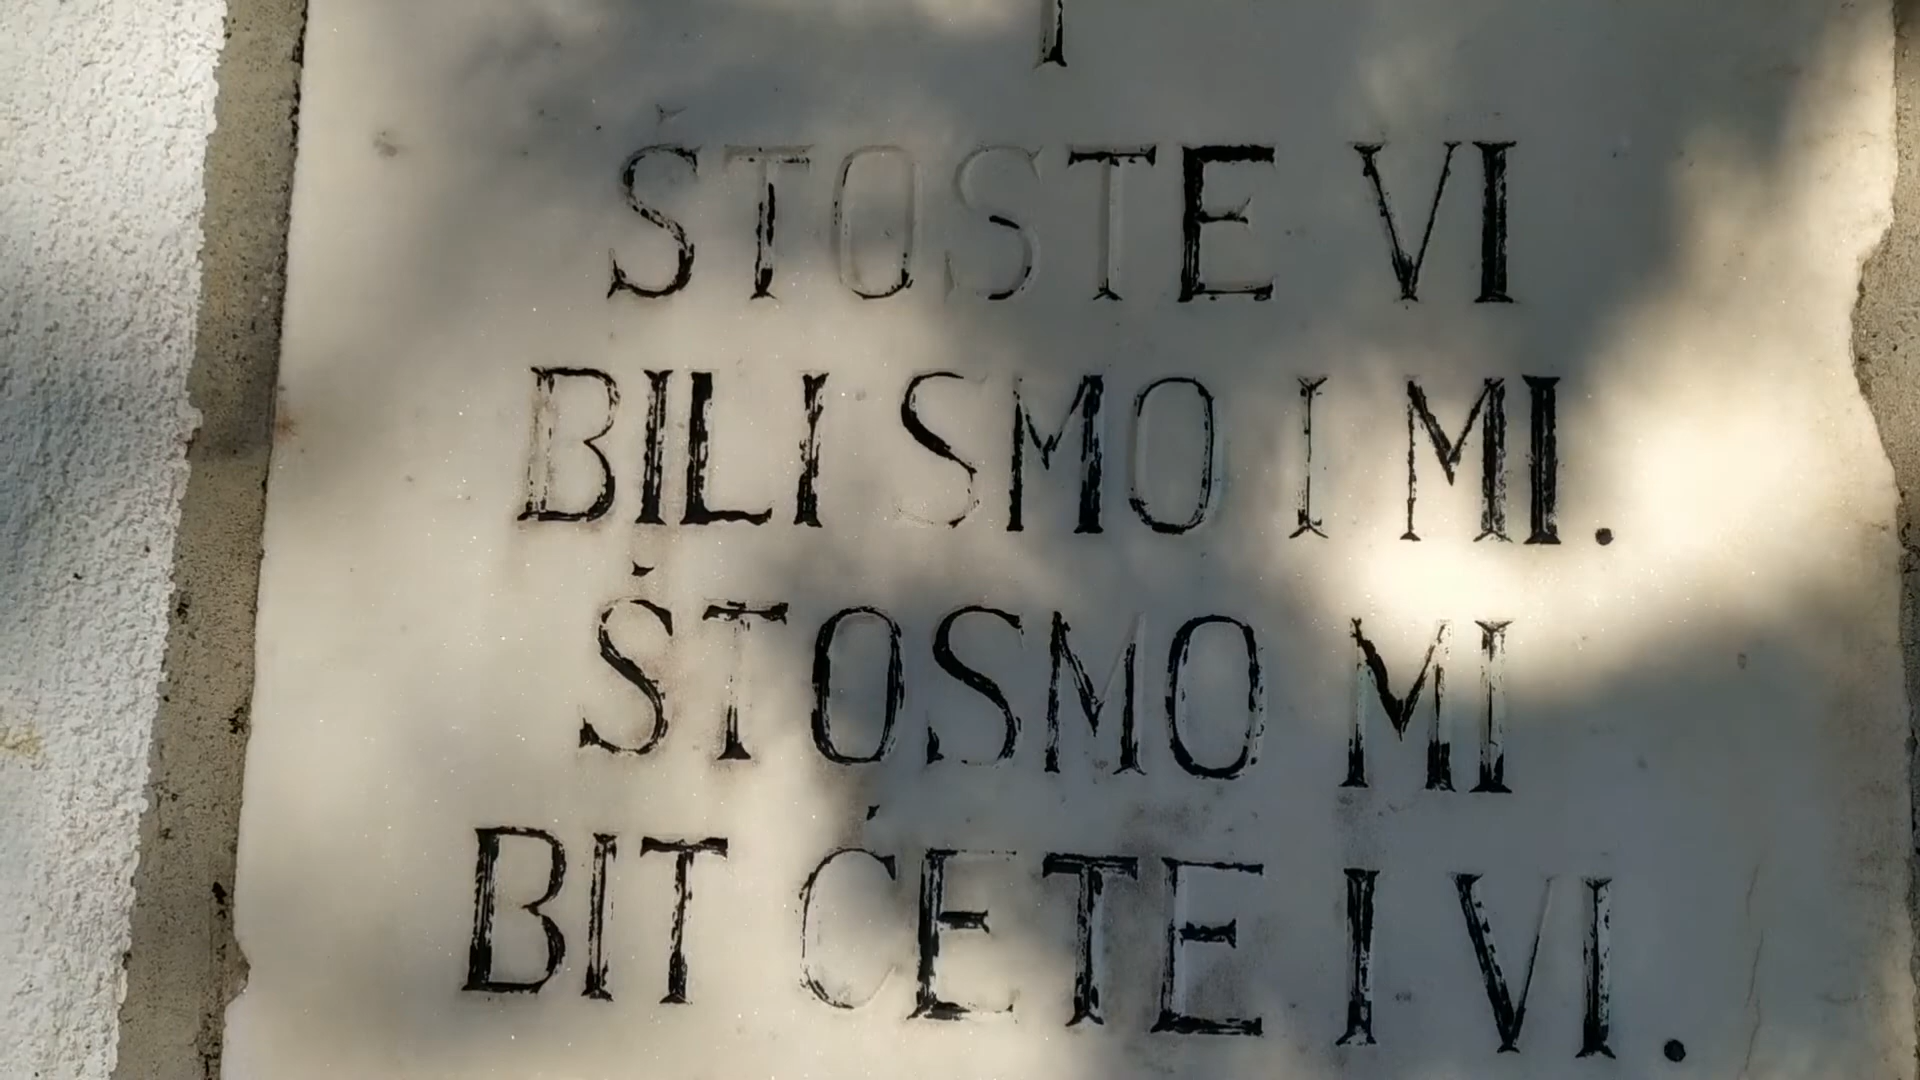 ŠTOSTE VI
BILI SMO I MI.
ŠTOSMO MI
BIT ĆETE I VI.